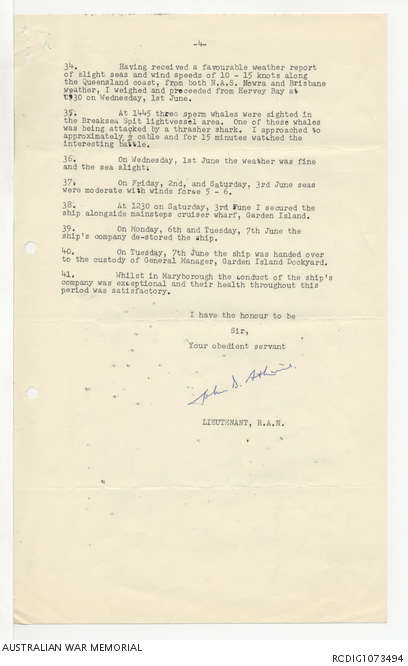 -4-
34. Having received a favourable weather report
of slight seas and wind speeds of 10 - 15 knots along
the Queensland coast, from both N.A.S. Nowra and Brisbane
weather, I weighed and proceeded from Hervey Bay at
0930 on Wednesday, 1st June.
35. At 1445 three sperm whales were sighted in
the Breaksea Spit lightvessel area. One of these whales
was being attacked by a thrasher shark. I approached to
approximately ½ cable and for 15 minutes watched the
interesting battle.
36. On Wednesday, 1st June the weather was fine
and the sea slight.
37. On Friday, 2nd, and Saturday, 3rd June seas
were moderate with winds force 5 - 6.
38. At 1230 on Saturday, 3rd June I secured the
ship alongside mainsteps cruiser wharf, Garden Island.
39. On Monday, 6th and Tuesday, 7th June the
ship's company de-stored the ship.
40. On Tuesday, 7th June the ship was handed over
to the custody of General Manager, Garden Island Dockyard.
41. Whilst in Maryborough the conduct of the ship's
company was exceptional and their health throughout this
period was satisfactory.
I have the honour to be
Sir,
Your obedient servant
John D.
LIEUTENANT, R.A.N.
AUSTRALIAN WAR MEMORIAL
RCDIG1073494